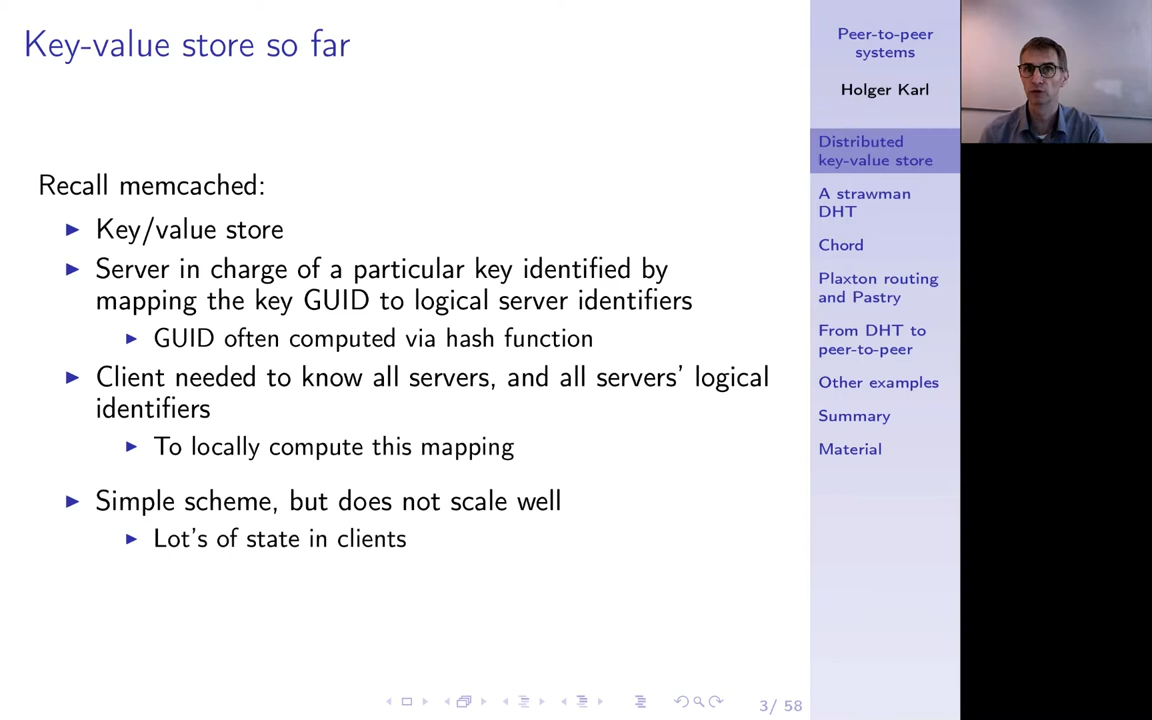 Key-value store so far
Recall memcached:
Key/value store
Server in charge of a particular key identified by
mapping the key GUID to logical server identifiers
GUID often computed via hash function
Client needed to know all servers, and all servers' logical
identifiers
To locally compute this mapping
Simple scheme, but does not scale well
Lot's of state in clients
Peer-to-peer
systems
Holger Karl
Distributed
key-value store
A strawman
DHT
Chord
Plaxton routing
and Pastry
From DHT to
peer-to-peer
Other examples
Summary
Material
3/ 58